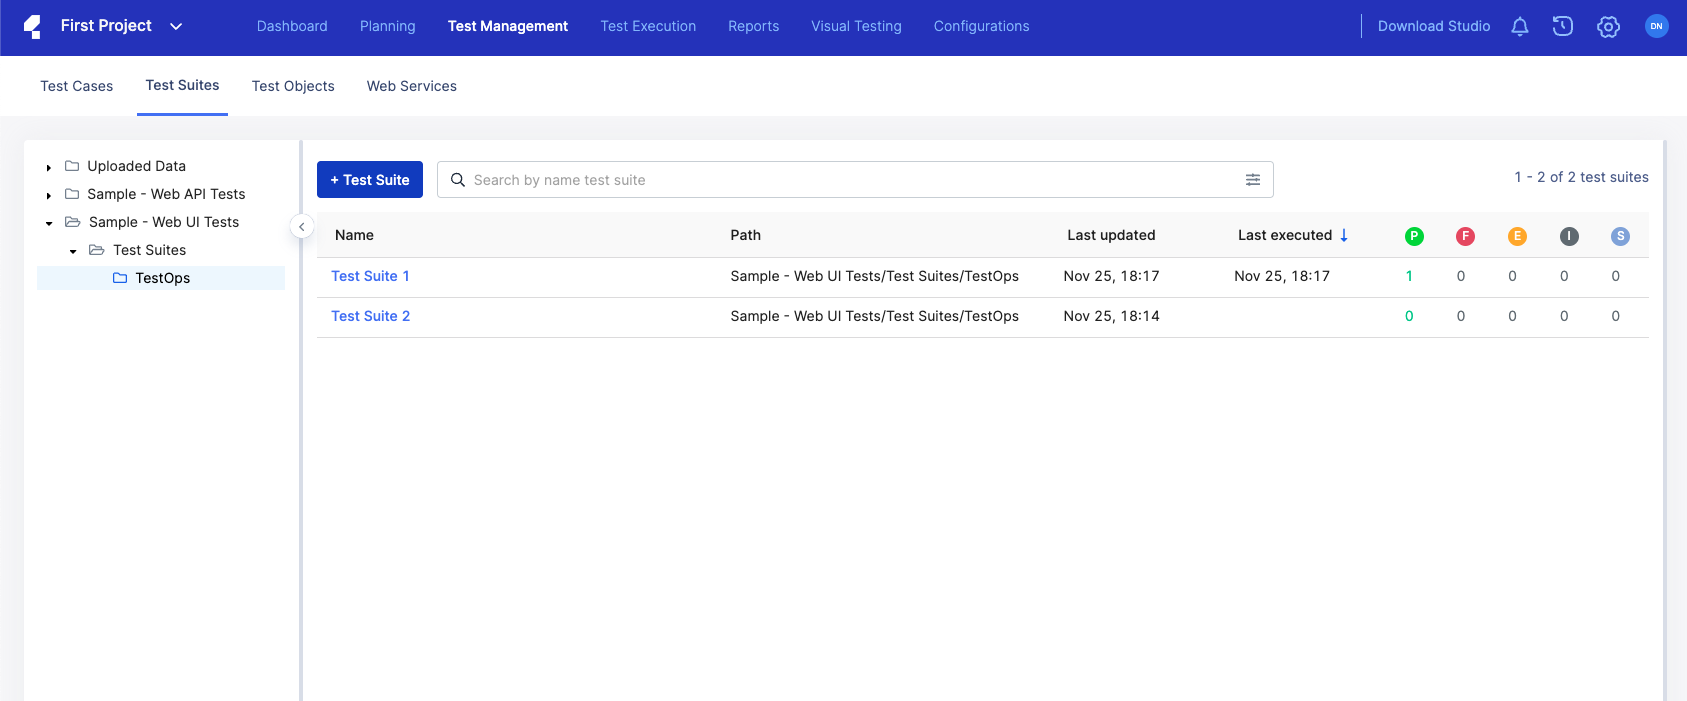 First Project Dashboard Planning Test Management Test Execution Reports Visual Testing Configurations Download Studio DN
Test Cases Test Suites Test Objects Web Services
Uploaded Data
Sample - Web API Tests
Sample - Web UI Tests
Test Suites
TestOps
+ Test Suite Search by name test suite 1 - 2 of 2 test suites
Name Path Last updated Last executed P F E I S
Test Suite 1 Sample - Web UI Tests/Test Suites/TestOps Nov 25, 18:17 Nov 25, 18:17 1 0 0 0 0
Test Suite 2 Sample - Web UI Tests/Test Suites/TestOps Nov 25, 18:14 0 0 0 0 0